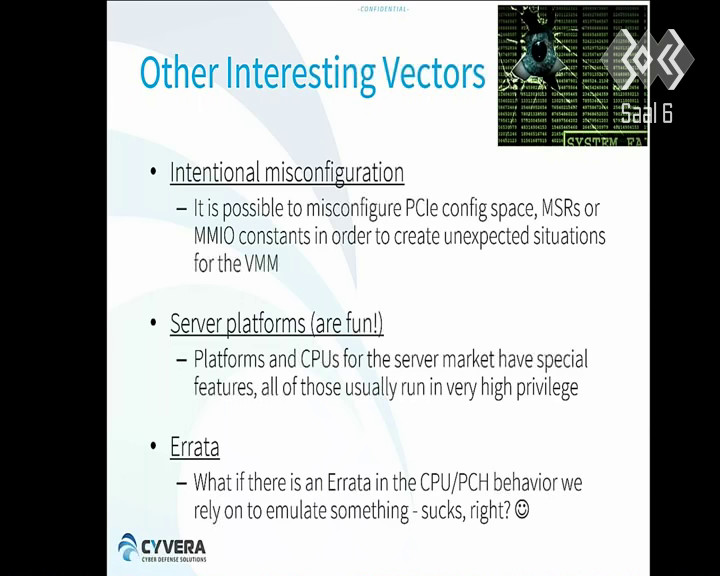 -CONFIDENTIAL-
Other Interesting Vectors
Saal 6
SYSTEM FA
• Intentional misconfiguration
– It is possible to misconfigure PCIe config space, MSRs or
MMIO constants in order to create unexpected situations
for the VMM
• Server platforms (are fun!)
– Platforms and CPUs for the server market have special
features, all of those usually run in very high privilege
• Errata
– What if there is an Errata in the CPU/PCH behavior we
rely on to emulate something - sucks, right? ☺
CYVERA
CYBER DEFENSE SOLUTIONS